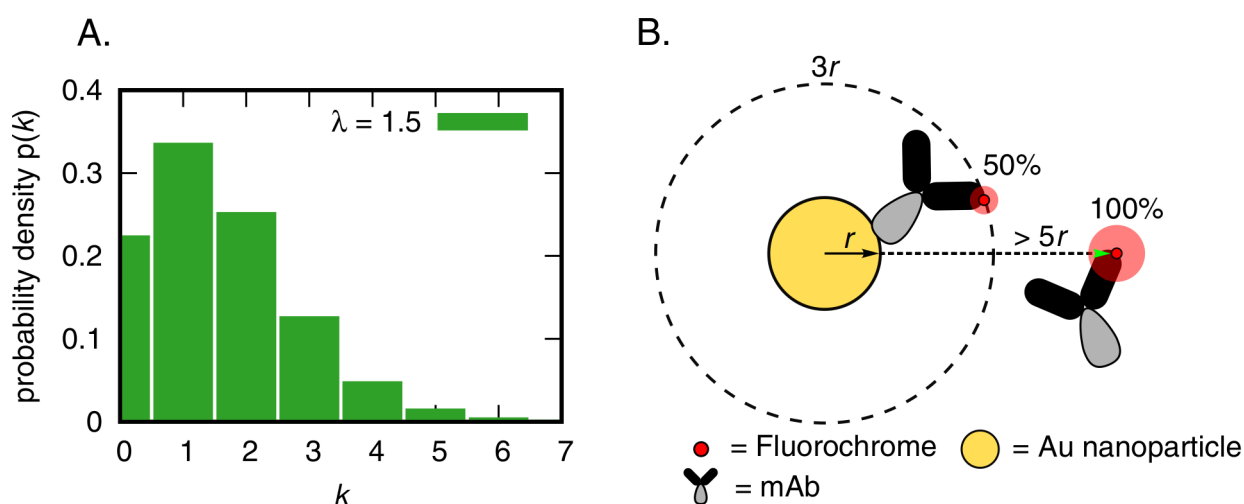 A.
probability density p(k)
0.4
0.3
0.2
0.1
0
λ = 1.5
0 1 2 3 4 5 6 7
k
B.
3r
50%
100%
r
> 5r
= Fluorochrome
= Au nanoparticle
= mAb